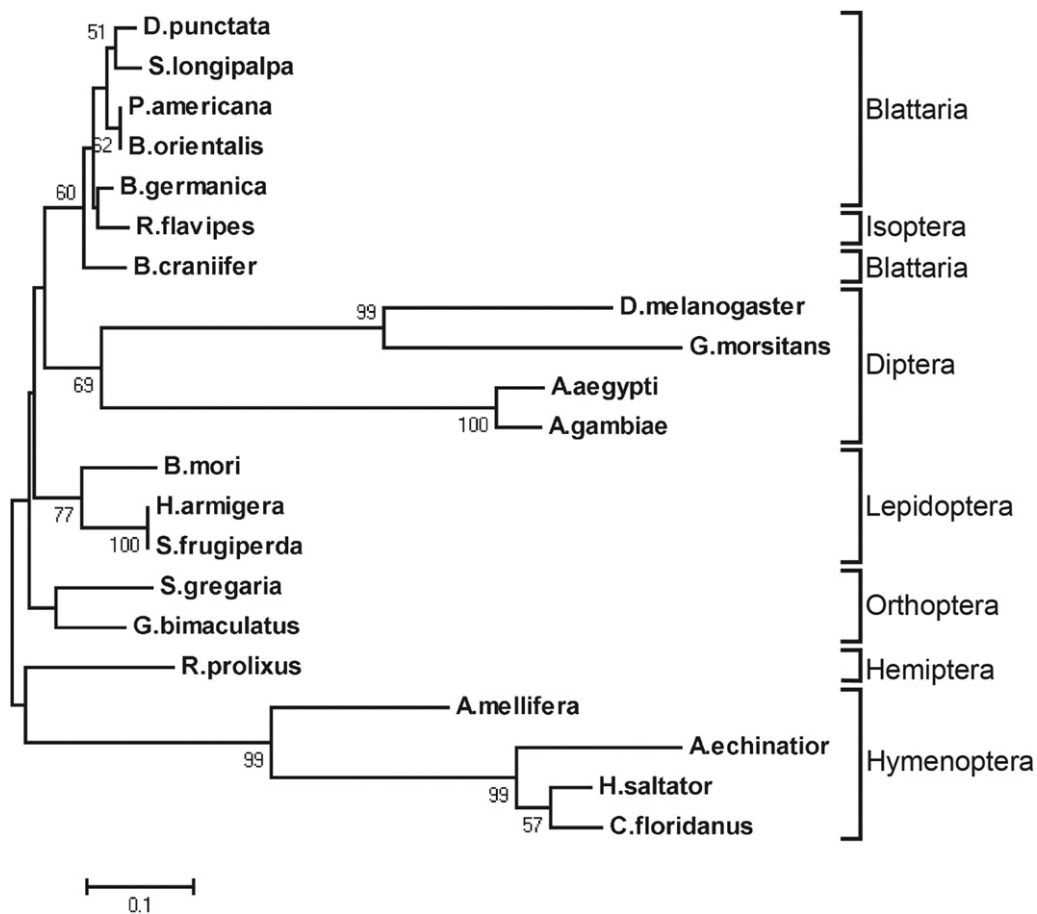 51
D.punctata
S.longipalpa
P.americana
62
B.orientalis
B.germanica
60
R.flavipes
B.craniifer
99
D.melanogaster
G.morsitans
69
A.aegypti
100
A.gambiae
B.mori
77
H.armigera
100
S.frugiperda
S.gregaria
G.bimaculatus
R.prolixus
A.mellifera
99
A.echinatior
99
H.saltator
57
C.floridanus
Blattaria
Isoptera
Blattaria
Diptera
Lepidoptera
Orthoptera
Hemiptera
Hymenoptera
0.1